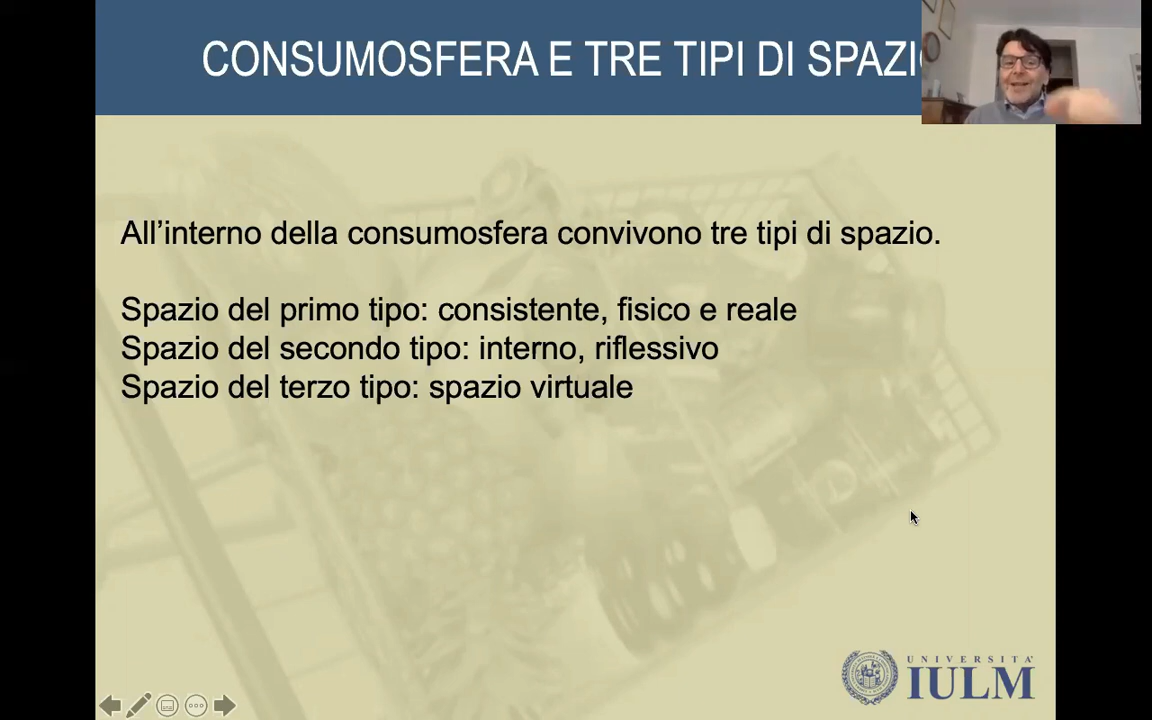 CONSUMOSFERA E TRE TIPI DI
All’interno della consumosfera convivono tre tipi di spazio.
Spazio del primo tipo: consistente, fisico e reale
Spazio del secondo tipo: interno, riflessivo
Spazio del terzo tipo: spazio virtuale
UNIVERSITÀ
IULM